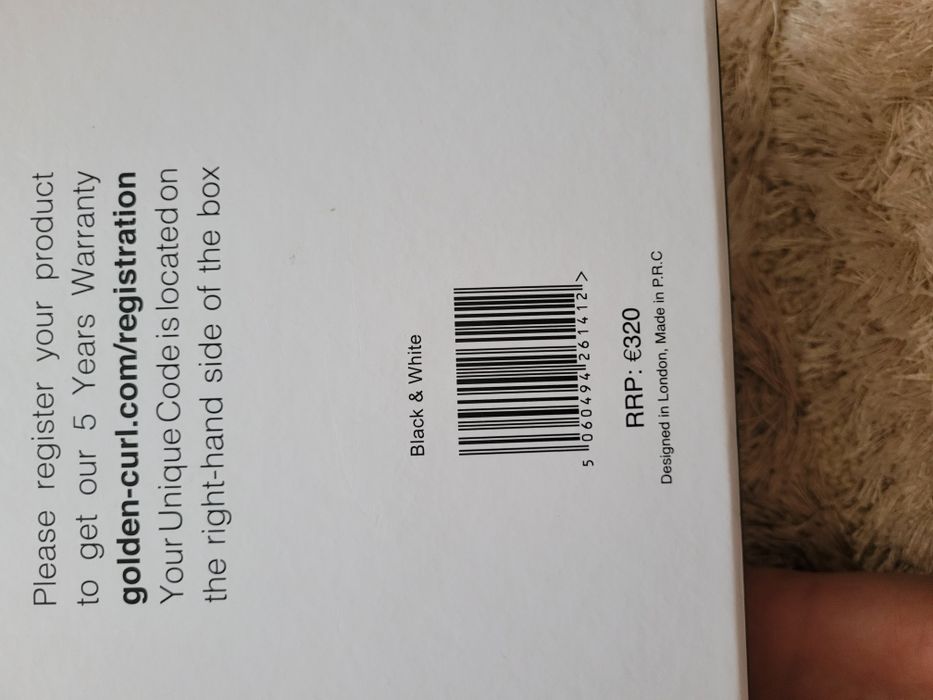 Please register your product
to get our 5 Years Warranty
golden-curl.com/registration
Your Unique Code is located on
the right-hand side of the box
Black & White
5 060494 261412 >
RRP: €320
Designed in London, Made in P.R.C